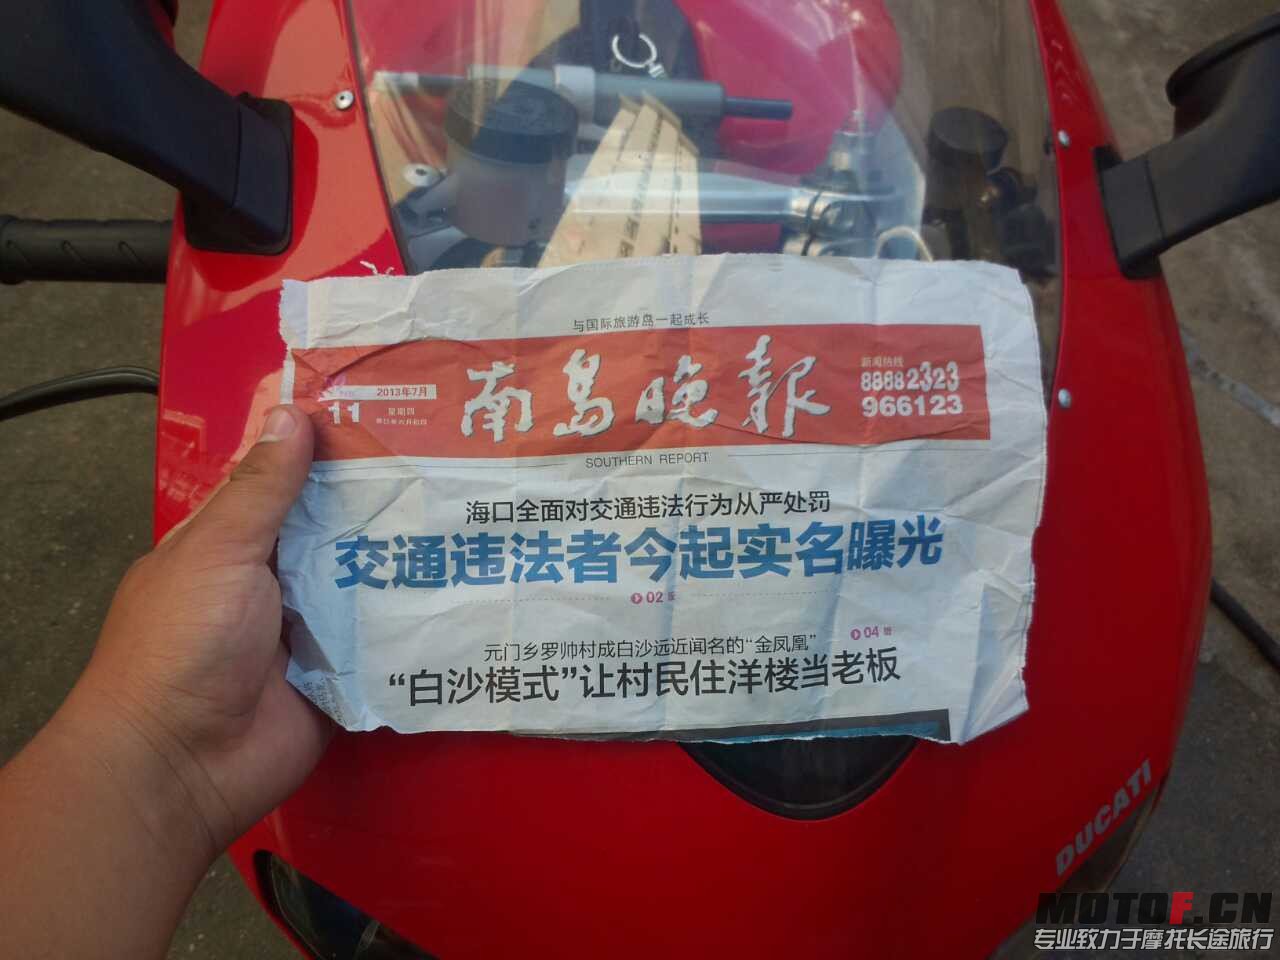 与国际旅游岛一起成长
2013年7月
11
星期四
南岛晚報
新闻热线
88882323
966123
SOUTHERN REPORT
海口全面对交通违法行为从严处罚
交通违法者今起实名曝光
02 版
元门乡罗帅村成白沙远近闻名的“金凤凰”
04 版
“白沙模式”让村民住洋楼当老板
DUCATI
MOTOF.CN
专业致力于摩托长途旅行